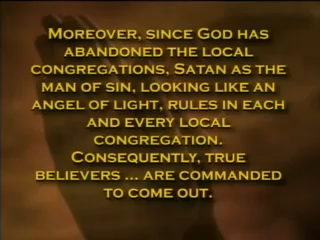 Moreover, since God has
abandoned the local
congregations, Satan as the
man of sin, looking like an
angel of light, rules in each
and every local
congregation.
Consequently, true
believers ... are commanded
to come out.